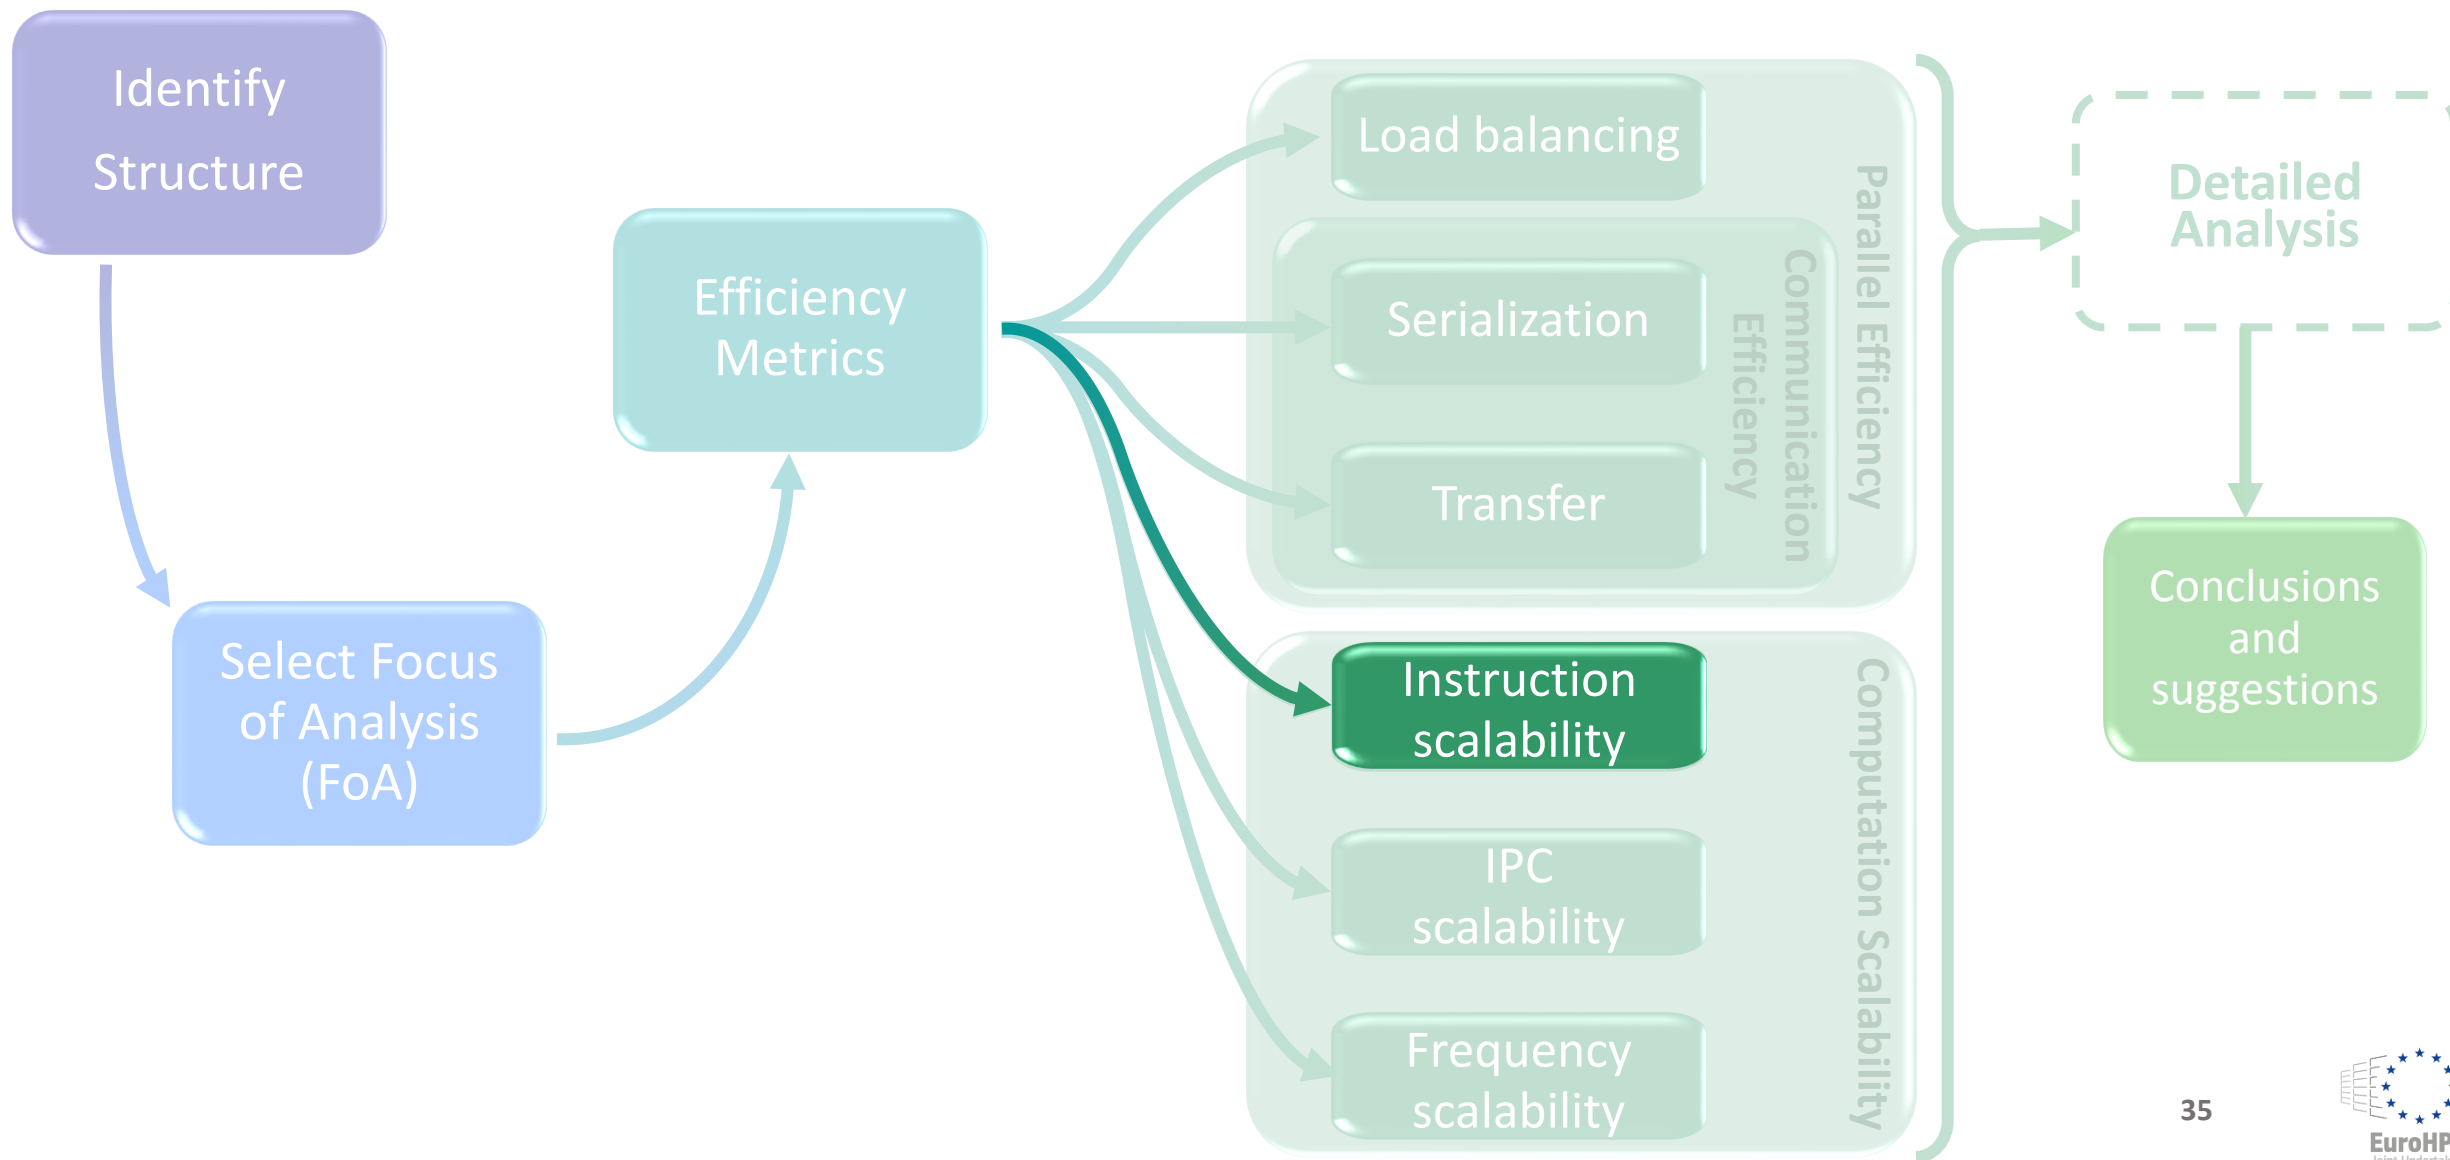 Identify
Structure
Select Focus
of Analysis
(FoA)
Efficiency
Metrics
Load balancing
Serialization
Transfer
Communication
Efficiency
Parallel Efficiency
Instruction
scalability
IPC
scalability
Frequency
scalability
Computation Scalability
Detailed
Analysis
Conclusions
and
suggestions
35
EuroHP